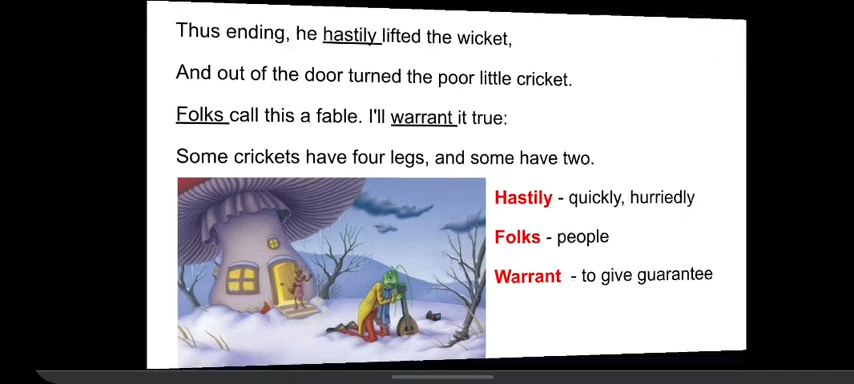 Thus ending, he hastily lifted the wicket,
And out of the door turned the poor little cricket.
Folks call this a fable. I'll warrant it true:
Some crickets have four legs, and some have two.
Hastily - quickly, hurriedly
Folks - people
Warrant - to give guarantee